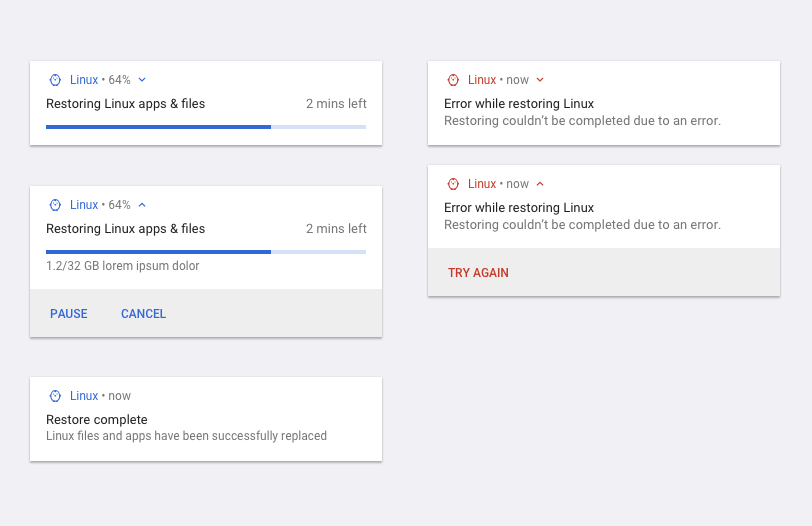 Linux • 64%
Restoring Linux apps & files 2 mins left
Linux • 64%
Restoring Linux apps & files 2 mins left
1.2/32 GB lorem ipsum dolor
PAUSE CANCEL
Linux • now
Restore complete
Linux files and apps have been successfully replaced
Linux • now
Error while restoring Linux
Restoring couldn’t be completed due to an error.
Linux • now
Error while restoring Linux
Restoring couldn’t be completed due to an error.
TRY AGAIN